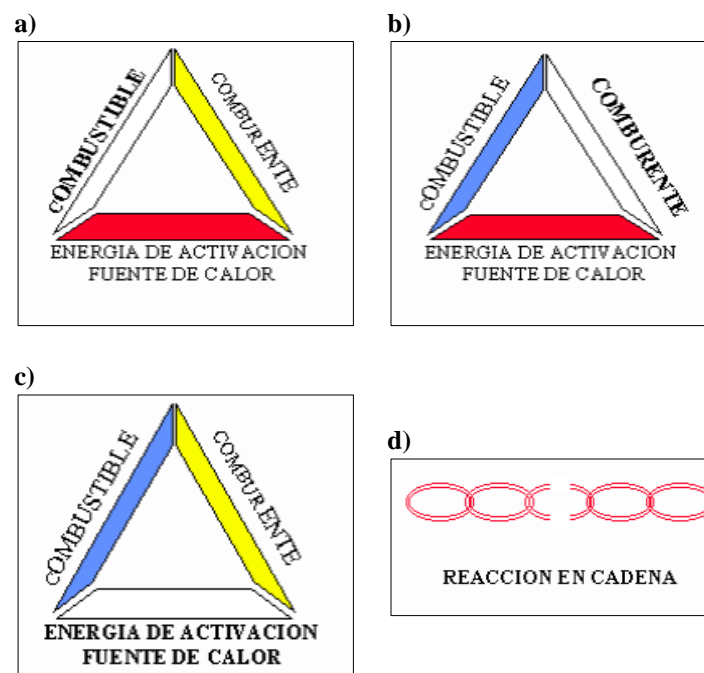 a)
COMBUSTIBLE
COMBURENTE
ENERGIA DE ACTIVACION
FUENTE DE CALOR
b)
COMBUSTIBLE
COMBURENTE
ENERGIA DE ACTIVACION
FUENTE DE CALOR
c)
COMBUSTIBLE
COMBURENTE
ENERGIA DE ACTIVACION
FUENTE DE CALOR
d)
REACCION EN CADENA